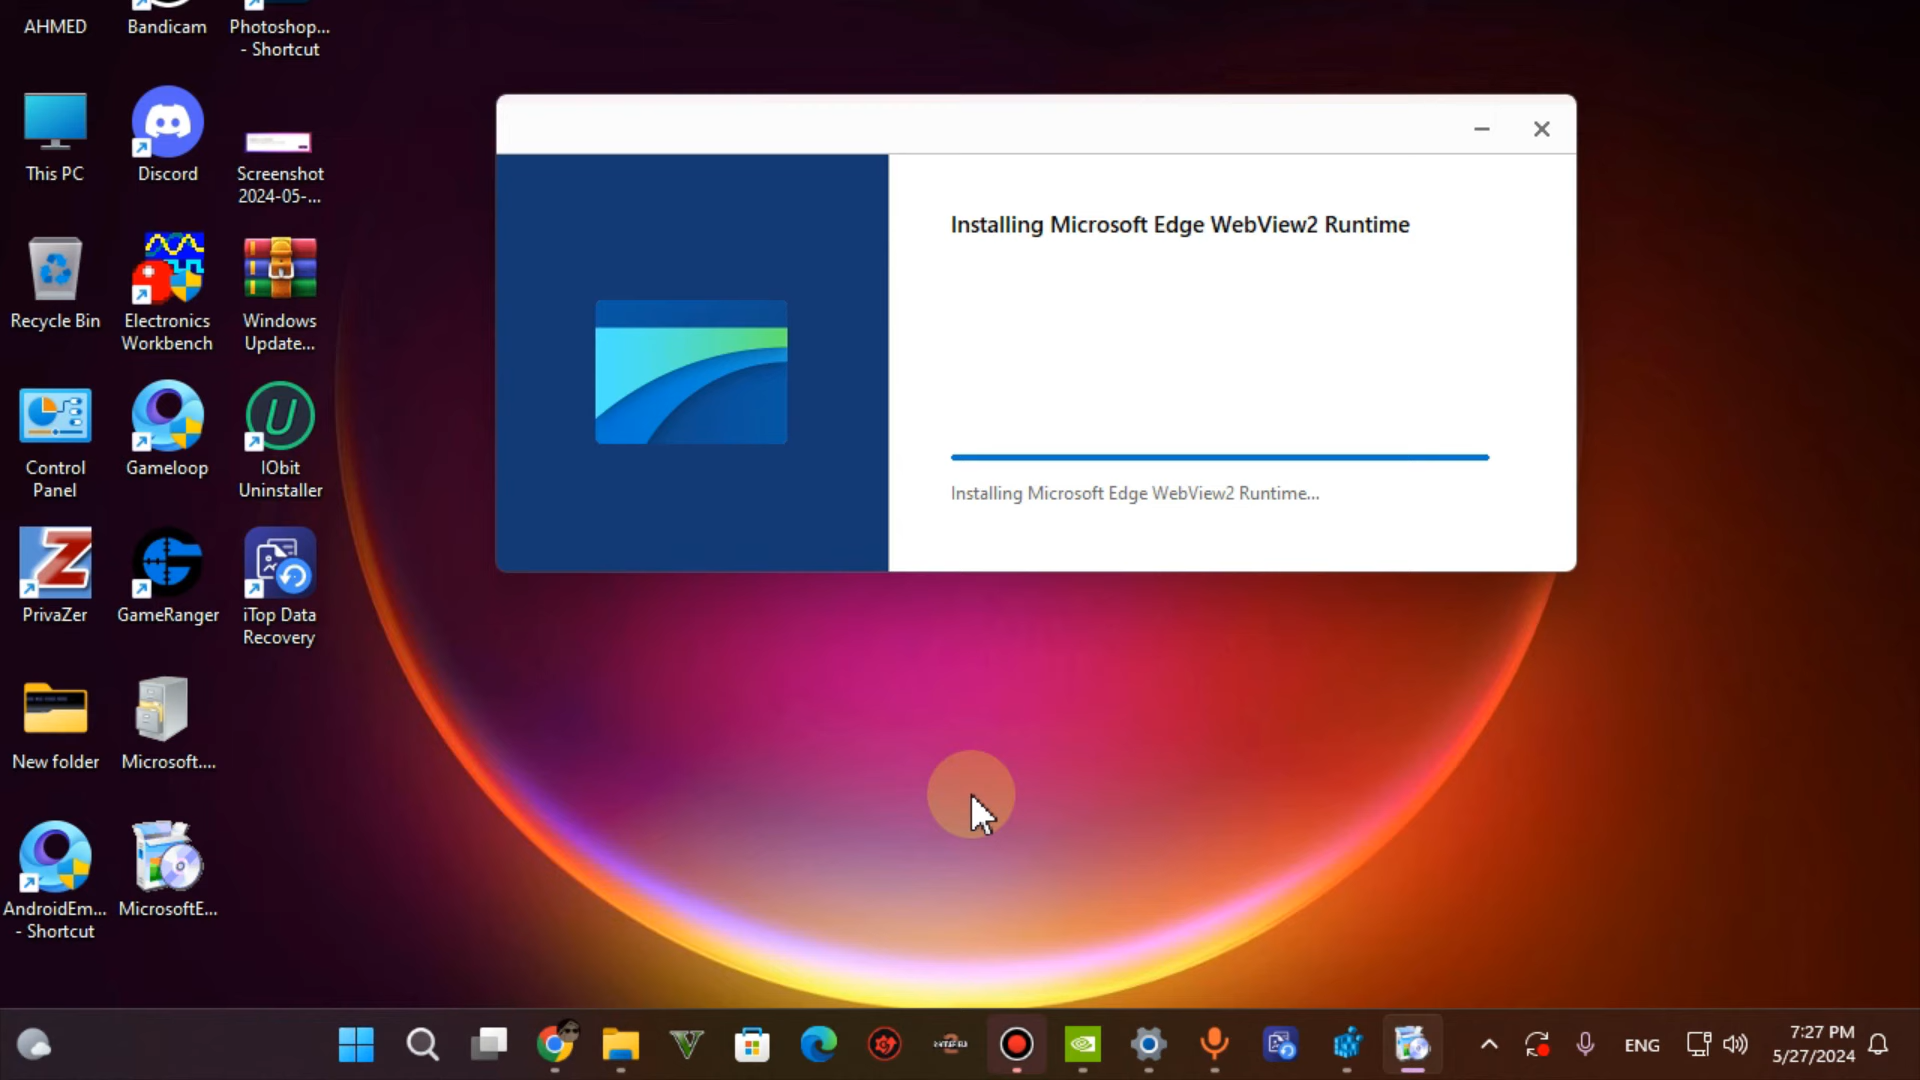 AHMED
Bandicam
Photoshop...
- Shortcut
This PC
Discord
Screenshot
2024-05-...
Recycle Bin
Electronics
Workbench
Windows
Update...
Control
Panel
Gameloop
IObit
Uninstaller
PrivaZer
GameRanger
iTop Data
Recovery
New folder
Microsoft....
AndroidEm...
- Shortcut
MicrosoftE...
Installing Microsoft Edge WebView2 Runtime
Installing Microsoft Edge WebView2 Runtime...
ENG
7:27 PM
5/27/2024